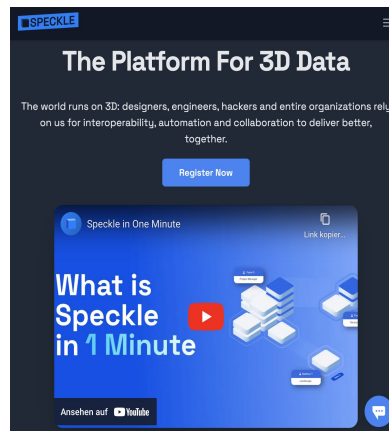 SPECKLE
The Platform For 3D Data
The world runs on 3D: designers, engineers, hackers and entire organizations rely
on us for interoperability, automation and collaboration to deliver better,
together.
Register Now
Speckle in One Minute
Link kopier...
What is
Speckle
in 1 Minute
Ansehen auf YouTube